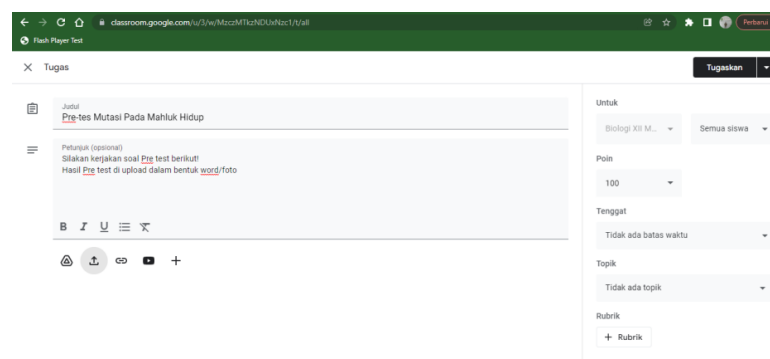 classroom.google.com/u/3/w/MzczMTkzNDUxNzc1/t/all
Perbarui
Flash Player Test
Tugas
Tugaskan
Judul
Pre-tes Mutasi Pada Mahluk Hidup
Petunjuk (opsional)
Silakan kerjakan soal Pre test berikut!
Hasil Pre test di upload dalam bentuk word/foto
B I U
Untuk
Biologi XII M... Semua siswa
Poin
100
Tenggat
Tidak ada batas waktu
Topik
Tidak ada topik
Rubrik
+ Rubrik